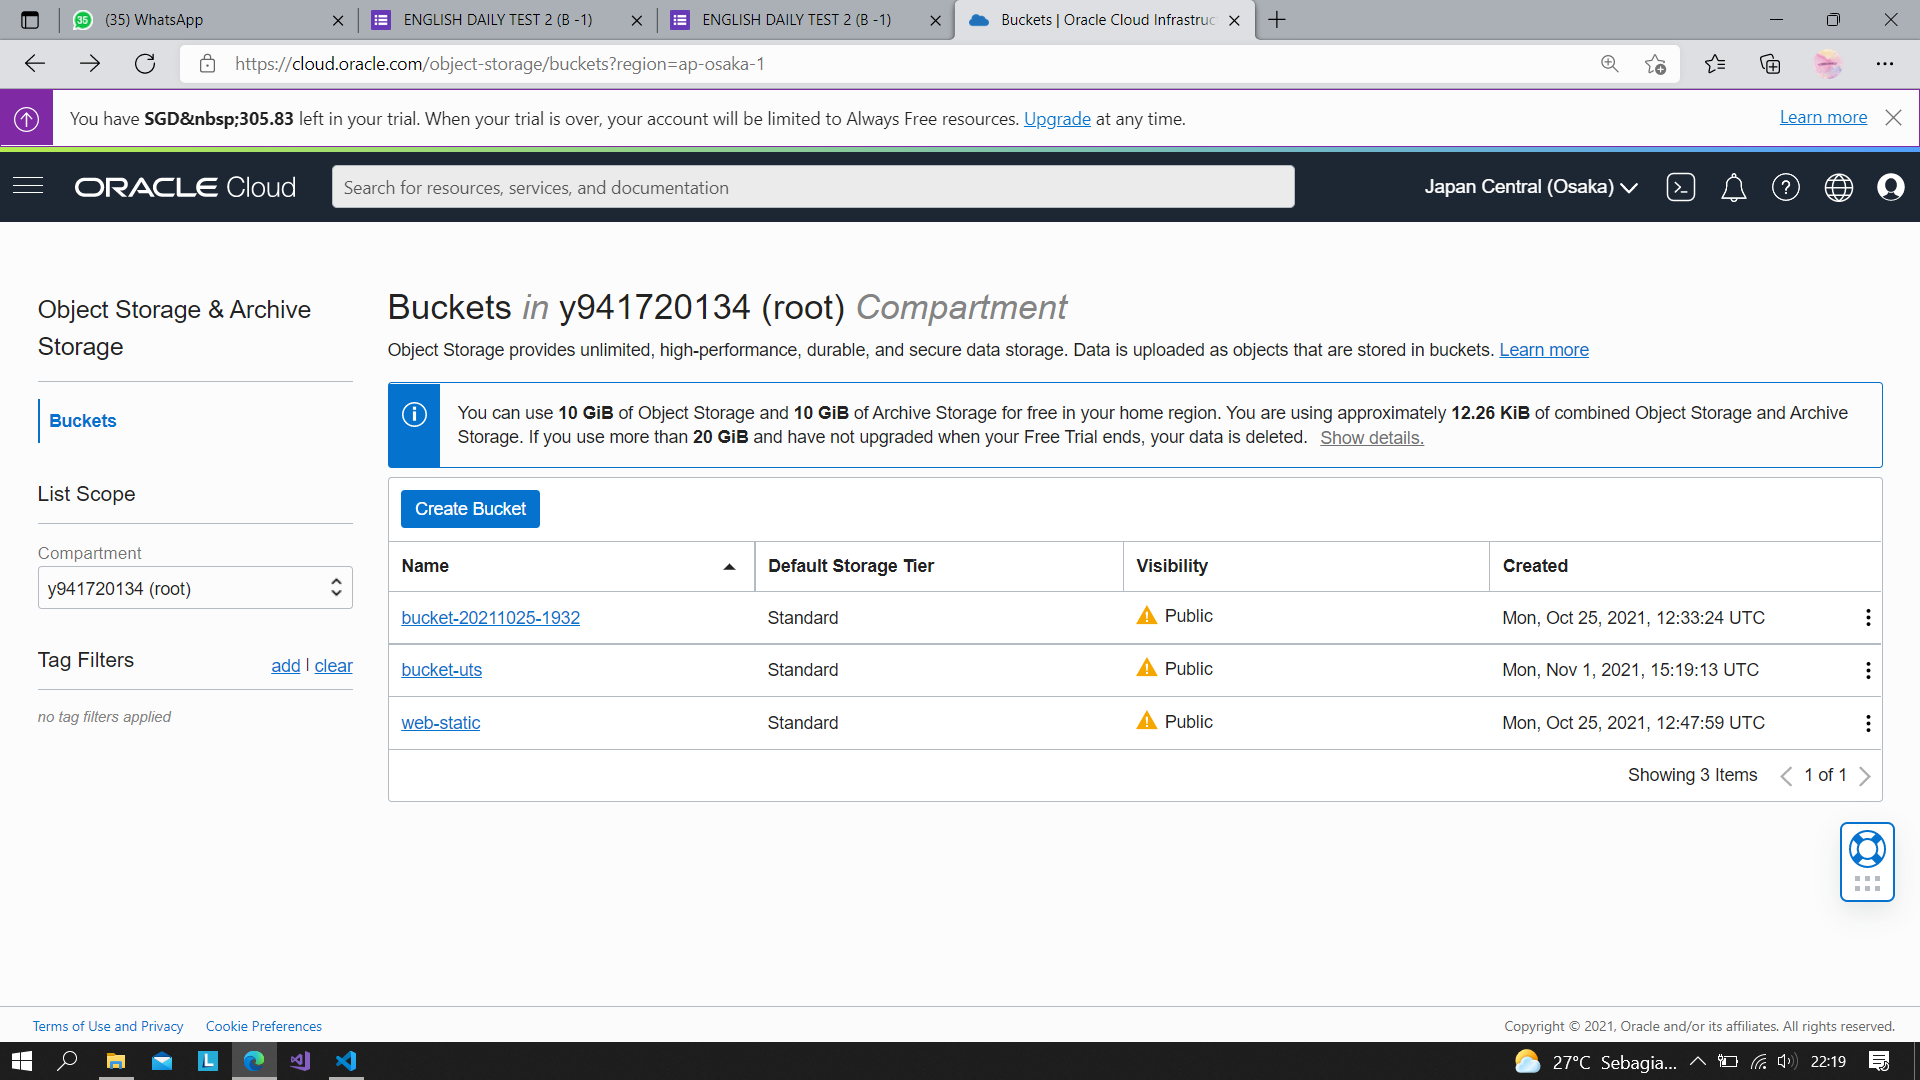 (35) WhatsApp
ENGLISH DAILY TEST 2 (B -1)
ENGLISH DAILY TEST 2 (B -1)
Buckets | Oracle Cloud Infrastruc
https://cloud.oracle.com/object-storage/buckets?region=ap-osaka-1
You have SGD&nbsp;305.83 left in your trial. When your trial is over, your account will be limited to Always Free resources. Upgrade at any time.
Learn more
ORACLE Cloud
Search for resources, services, and documentation
Japan Central (Osaka)
Object Storage & Archive
Storage
Buckets
List Scope
Compartment
y941720134 (root)
Tag Filters
add | clear
no tag filters applied
Buckets in y941720134 (root) Compartment
Object Storage provides unlimited, high-performance, durable, and secure data storage. Data is uploaded as objects that are stored in buckets. Learn more
You can use 10 GiB of Object Storage and 10 GiB of Archive Storage for free in your home region. You are using approximately 12.26 KiB of combined Object Storage and Archive
Storage. If you use more than 20 GiB and have not upgraded when your Free Trial ends, your data is deleted. Show details.
Create Bucket
Name Default Storage Tier Visibility Created
bucket-20211025-1932 Standard Public Mon, Oct 25, 2021, 12:33:24 UTC
bucket-uts Standard Public Mon, Nov 1, 2021, 15:19:13 UTC
web-static Standard Public Mon, Oct 25, 2021, 12:47:59 UTC
Showing 3 Items 1 of 1
Terms of Use and Privacy Cookie Preferences
Copyright © 2021, Oracle and/or its affiliates. All rights reserved.
27°C Sebagia... 22:19